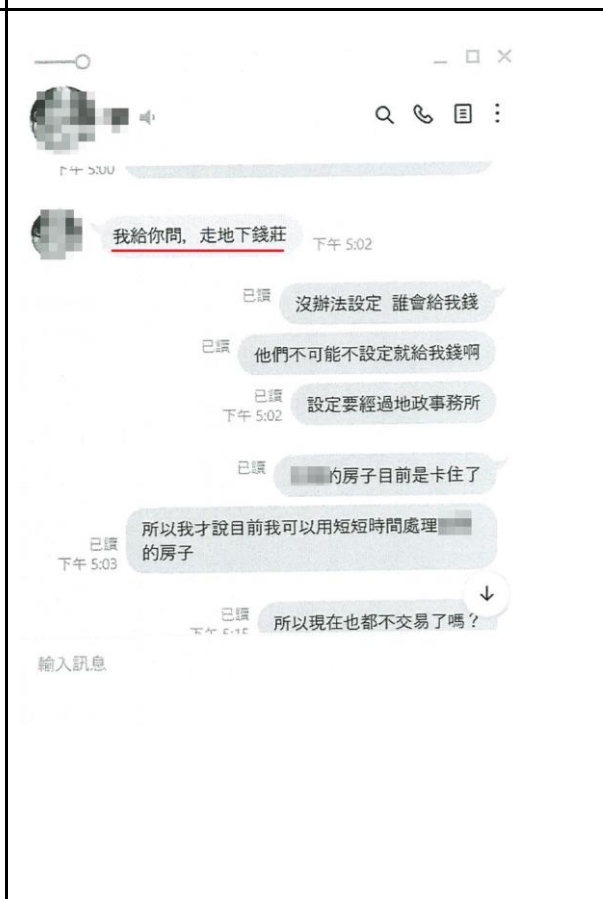 下午 5:00
我給你問，走地下錢莊
下午 5:02
已讀
沒辦法設定 誰會給我錢
已讀
他們不可能不設定就給我錢啊
已讀
下午 5:02
設定要經過地政事務所
已讀
的房子目前是卡住了
已讀
下午 5:03
所以我才說目前我可以用短短時間處理
的房子
已讀
下午 5:15
所以現在也都不交易了嗎？
輸入訊息